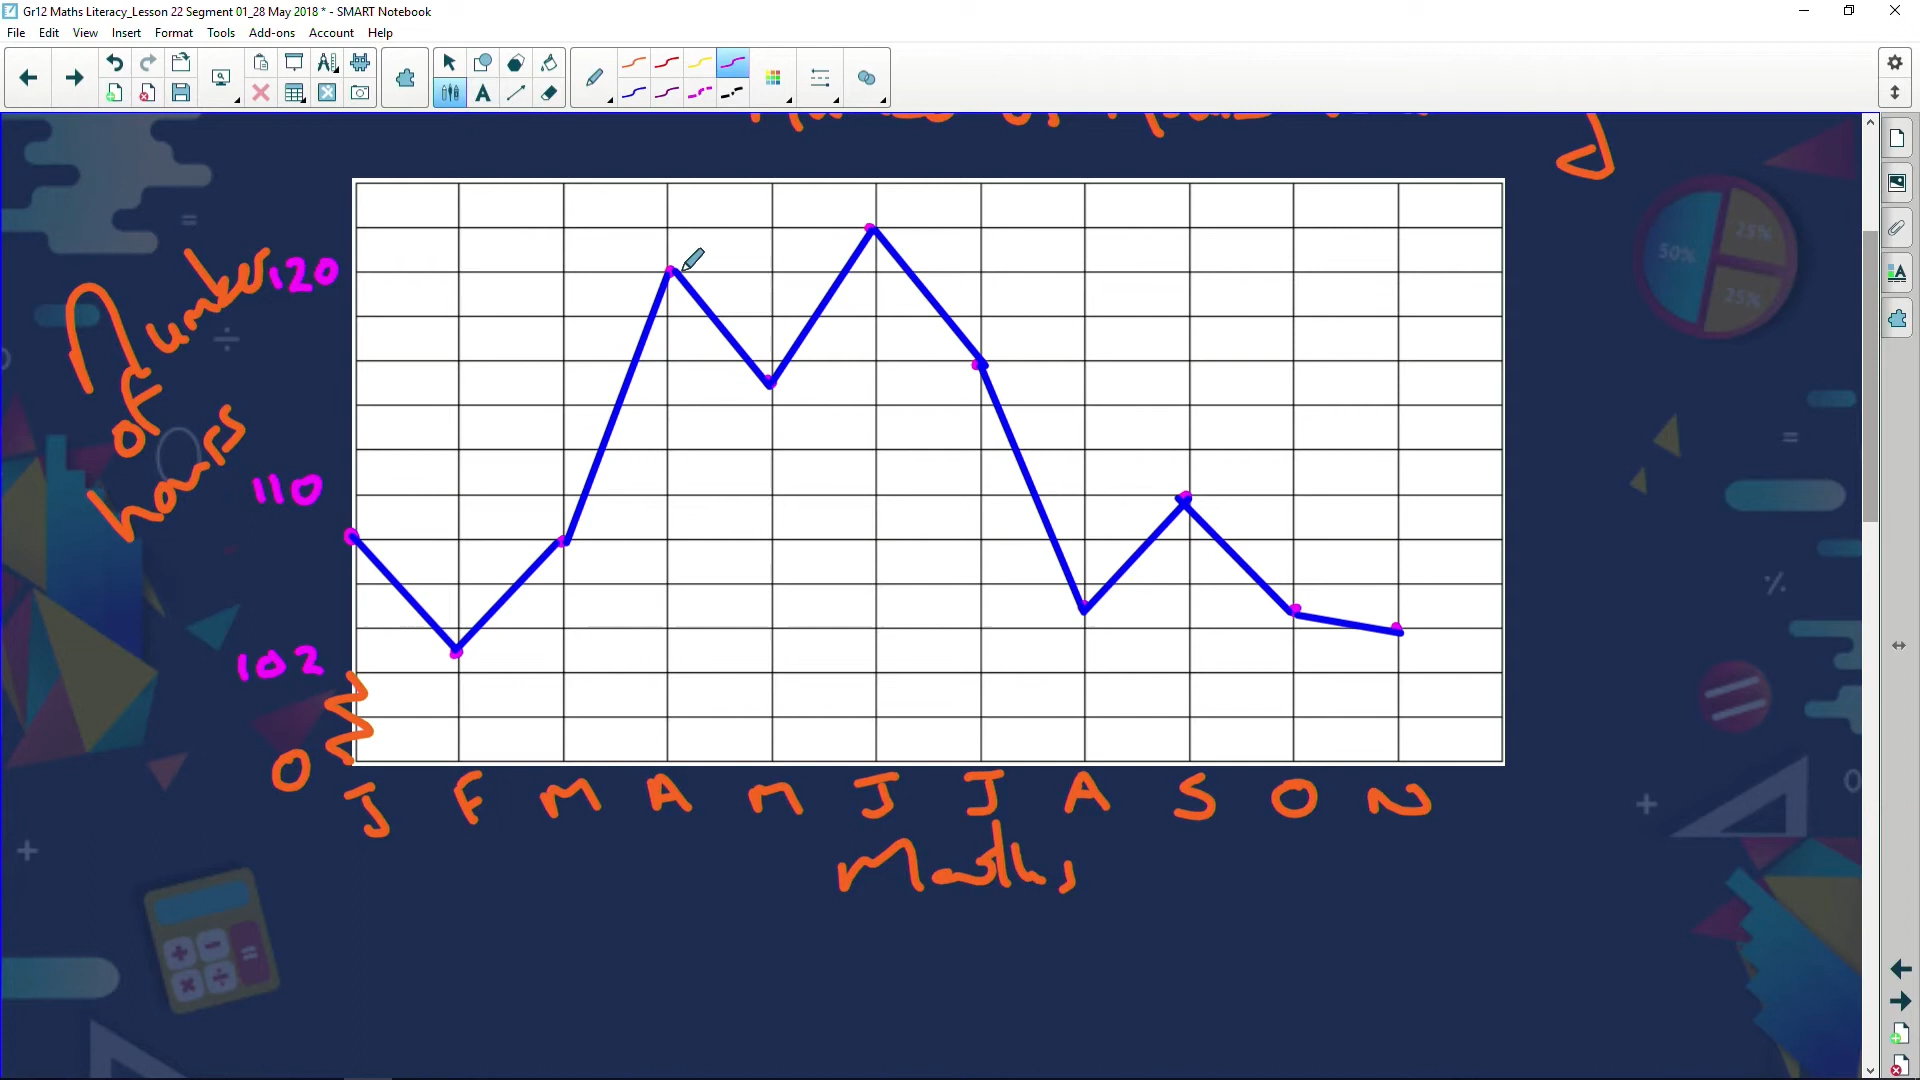 Gr12 Maths Literacy_Lesson 22 Segment 01_28 May 2018 * - SMART Notebook
File Edit View Insert Format Tools Add-ons Account Help
Number
of
hours
120
110
102
0
J F M A M J J A S O N
Months
50%
25%
25%